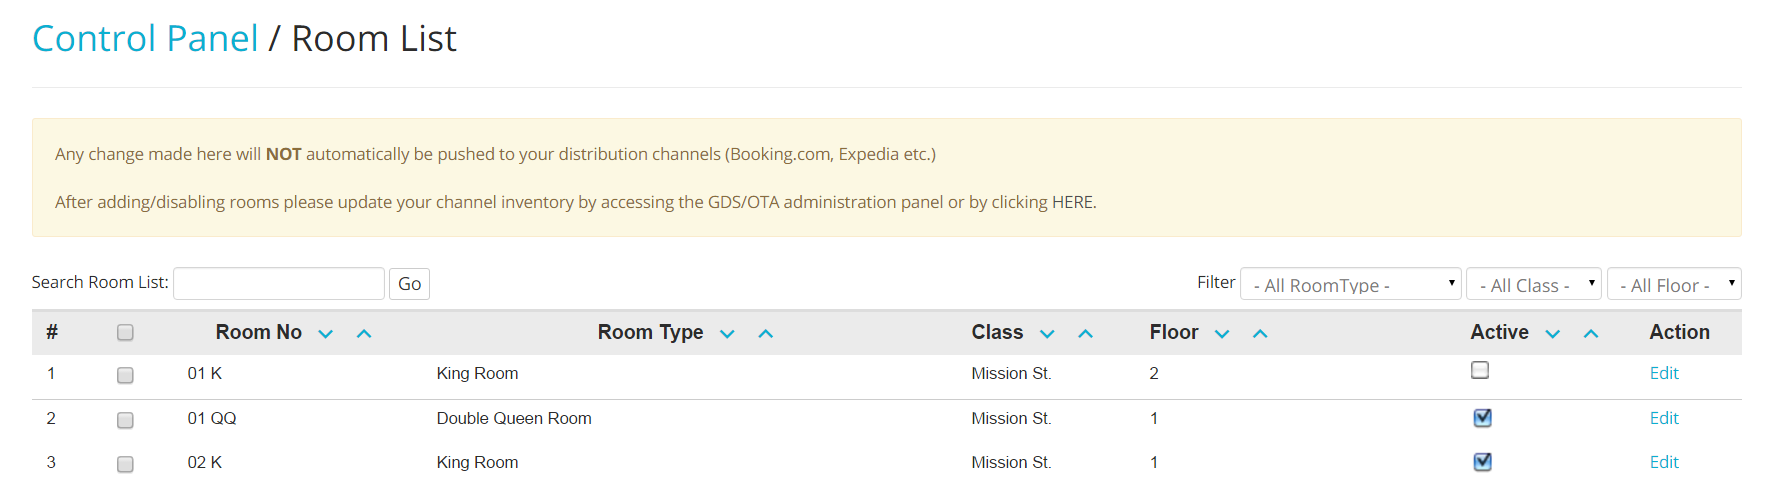 Control Panel / Room List
Any change made here will NOT automatically be pushed to your distribution channels (Booking.com, Expedia etc.)
After adding/disabling rooms please update your channel inventory by accessing the GDS/OTA administration panel or by clicking HERE.
Search Room List: Go Filter - All RoomType - - All Class - - All Floor -
# Room No Room Type Class Floor Active Action
1 01 K King Room Mission St. 2 Edit
2 01 QQ Double Queen Room Mission St. 1 Edit
3 02 K King Room Mission St. 1 Edit